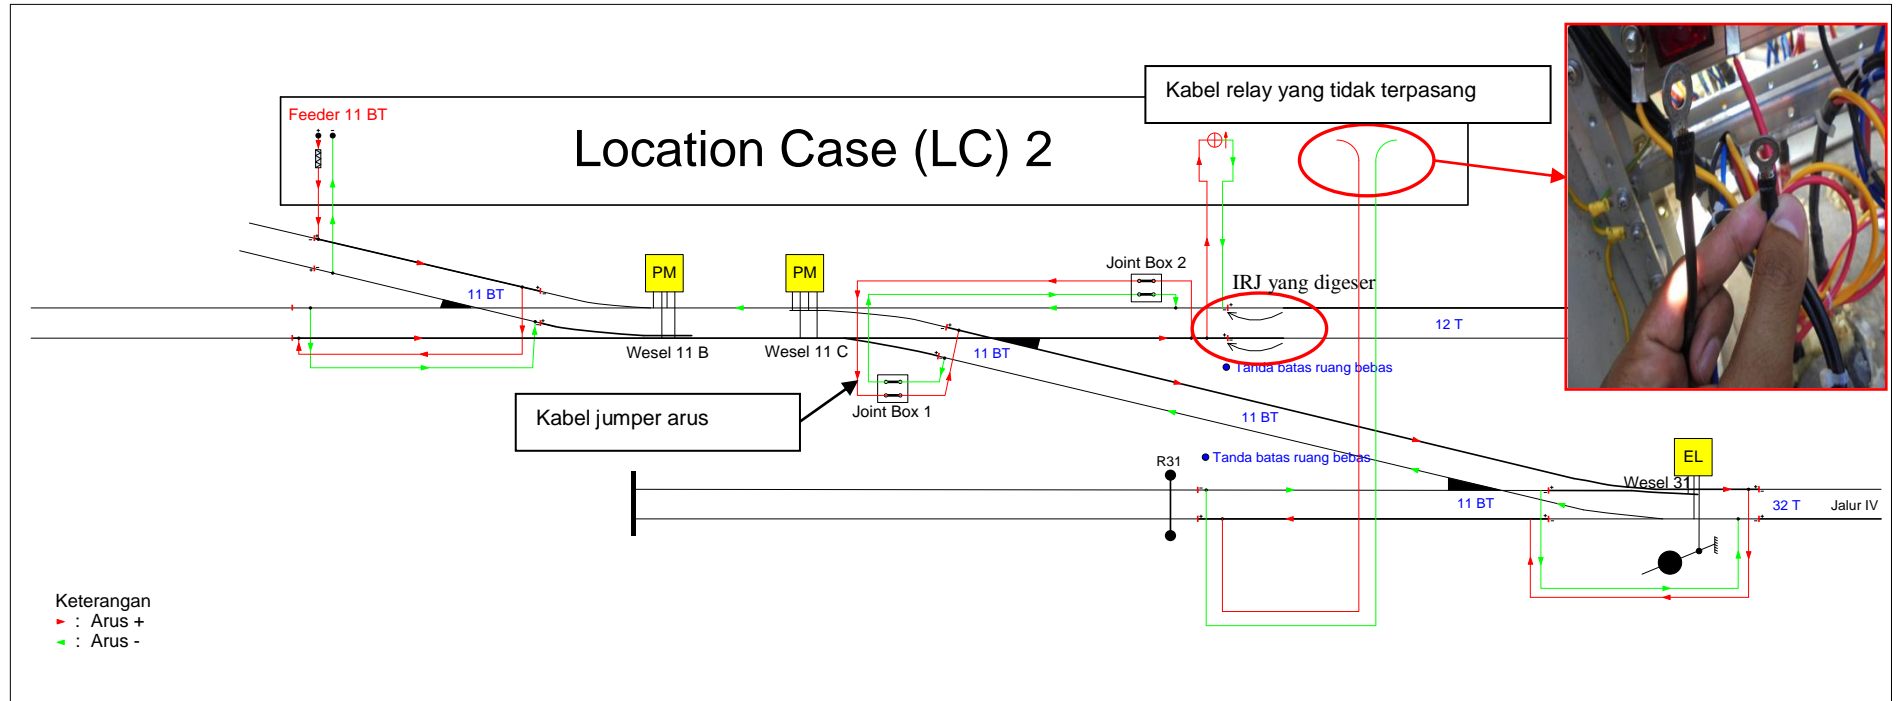 Kabel relay yang tidak terpasang
Feeder 11 BT
+ -
Location Case (LC) 2
PM
PM
Joint Box 2
IRJ yang digeser
11 BT
12 T
Wesel 11 B
Wesel 11 C
11 BT
Tanda batas ruang bebas
Kabel jumper arus
Joint Box 1
11 BT
EL
R31
Tanda batas ruang bebas
Wesel 31
11 BT
32 T
Jalur IV
Keterangan
: Arus +
: Arus -